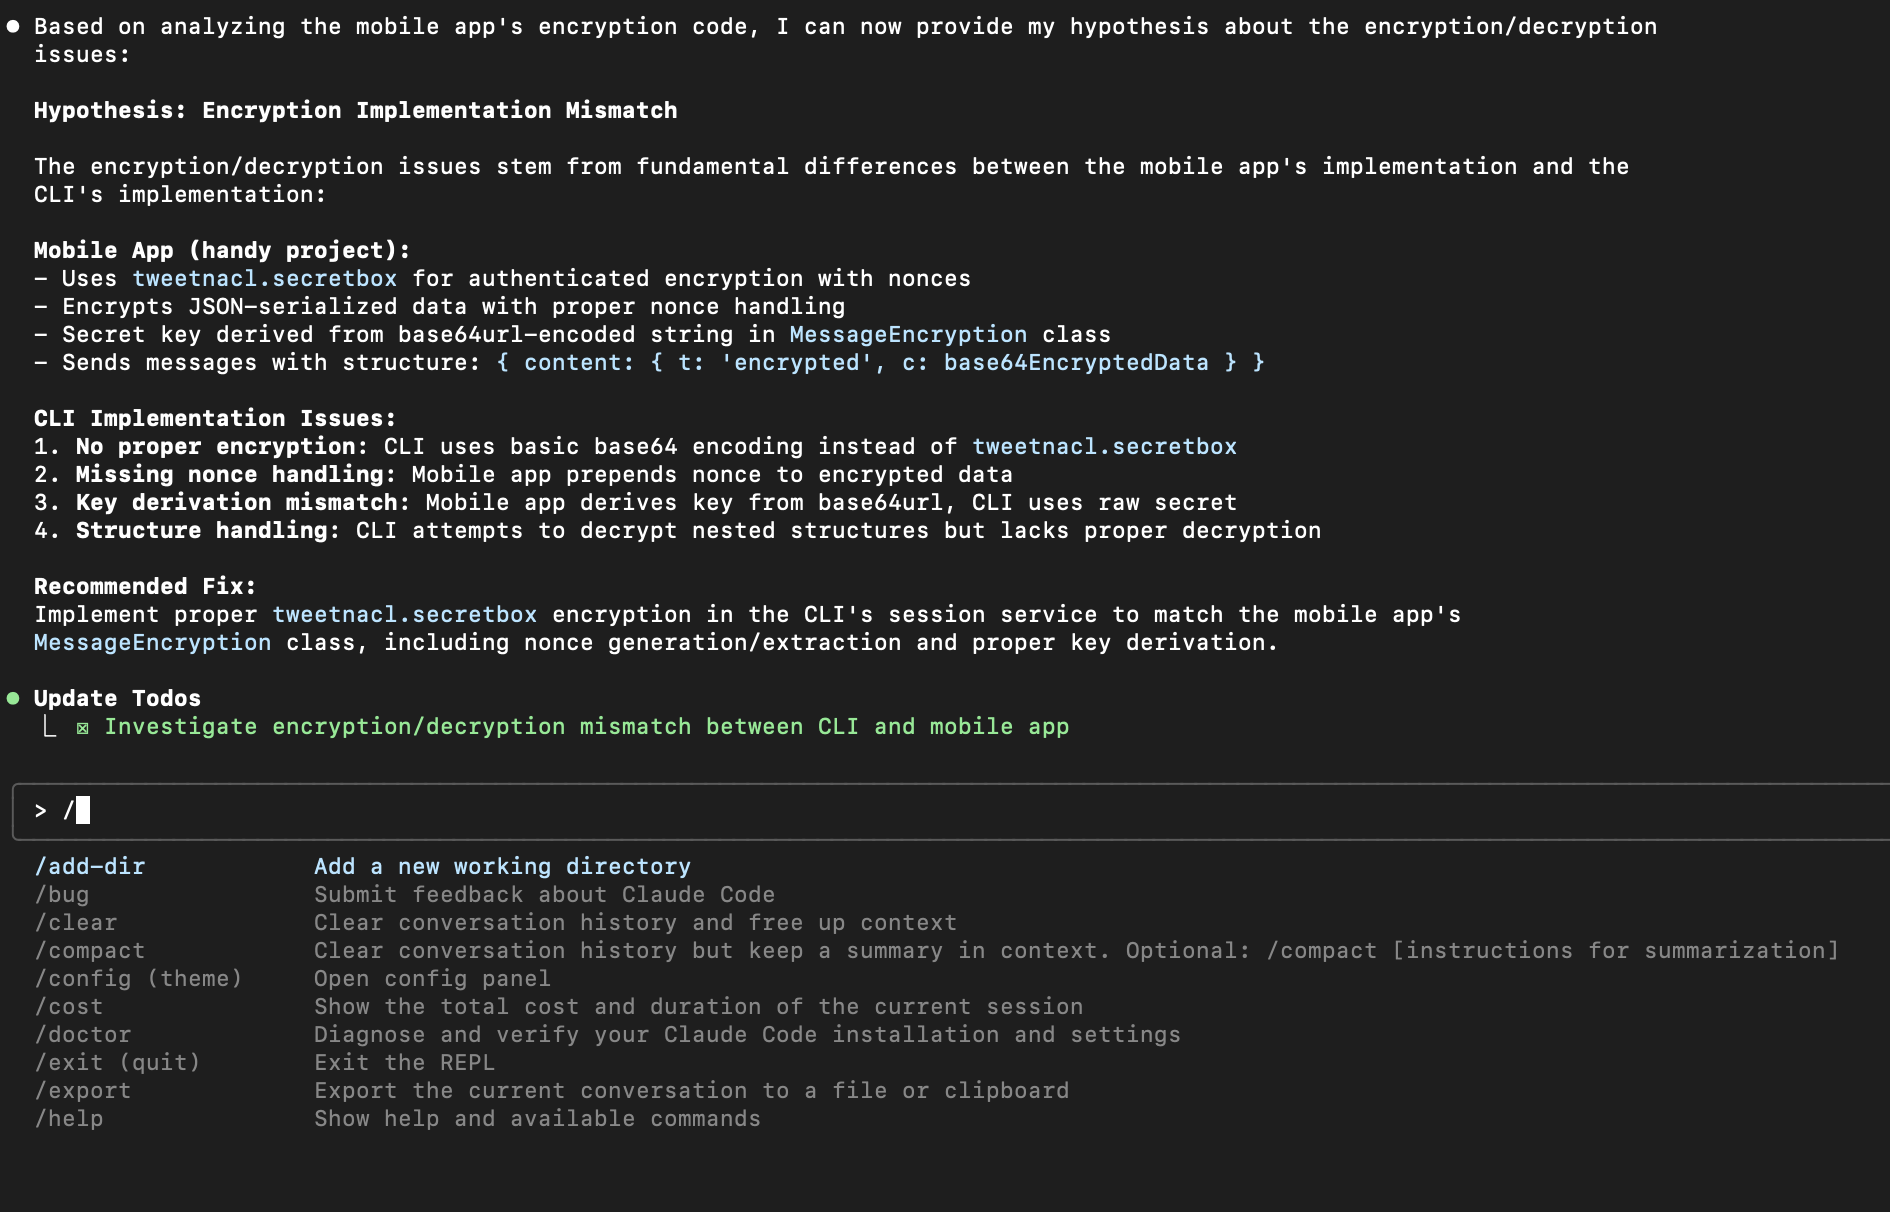 ● Based on analyzing the mobile app's encryption code, I can now provide my hypothesis about the encryption/decryption
issues:
Hypothesis: Encryption Implementation Mismatch
The encryption/decryption issues stem from fundamental differences between the mobile app's implementation and the
CLI's implementation:
Mobile App (handy project):
– Uses tweetnacl.secretbox for authenticated encryption with nonces
– Encrypts JSON–serialized data with proper nonce handling
– Secret key derived from base64url–encoded string in MessageEncryption class
– Sends messages with structure: { content: { t: 'encrypted', c: base64EncryptedData } }
CLI Implementation Issues:
1. No proper encryption: CLI uses basic base64 encoding instead of tweetnacl.secretbox
2. Missing nonce handling: Mobile app prepends nonce to encrypted data
3. Key derivation mismatch: Mobile app derives key from base64url, CLI uses raw secret
4. Structure handling: CLI attempts to decrypt nested structures but lacks proper decryption
Recommended Fix:
Implement proper tweetnacl.secretbox encryption in the CLI's session service to match the mobile app's
MessageEncryption class, including nonce generation/extraction and proper key derivation.
● Update Todos
⎿ ☒ Investigate encryption/decryption mismatch between CLI and mobile app
> /
/add–dir Add a new working directory
/bug Submit feedback about Claude Code
/clear Clear conversation history and free up context
/compact Clear conversation history but keep a summary in context. Optional: /compact [instructions for summarization]
/config (theme) Open config panel
/cost Show the total cost and duration of the current session
/doctor Diagnose and verify your Claude Code installation and settings
/exit (quit) Exit the REPL
/export Export the current conversation to a file or clipboard
/help Show help and available commands